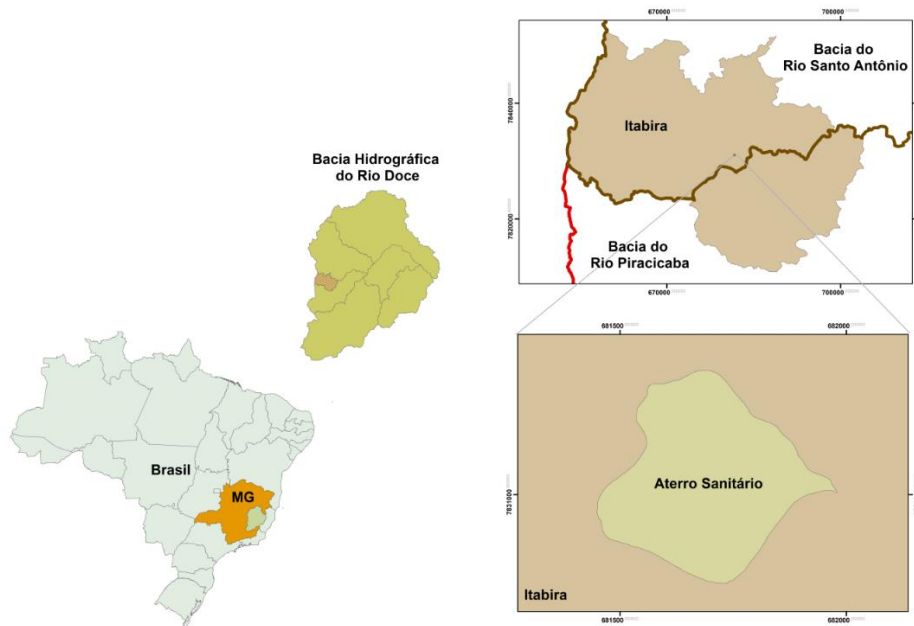 670000
700000
Bacia do
Rio Santo Antônio
7840000
Itabira
7820000
Bacia do
Rio Piracicaba
670000
700000
Bacia Hidrográfica
do Rio Doce
Brasil
MG
681500
682000
Aterro Sanitário
7831000
7831000
Itabira
681500
682000